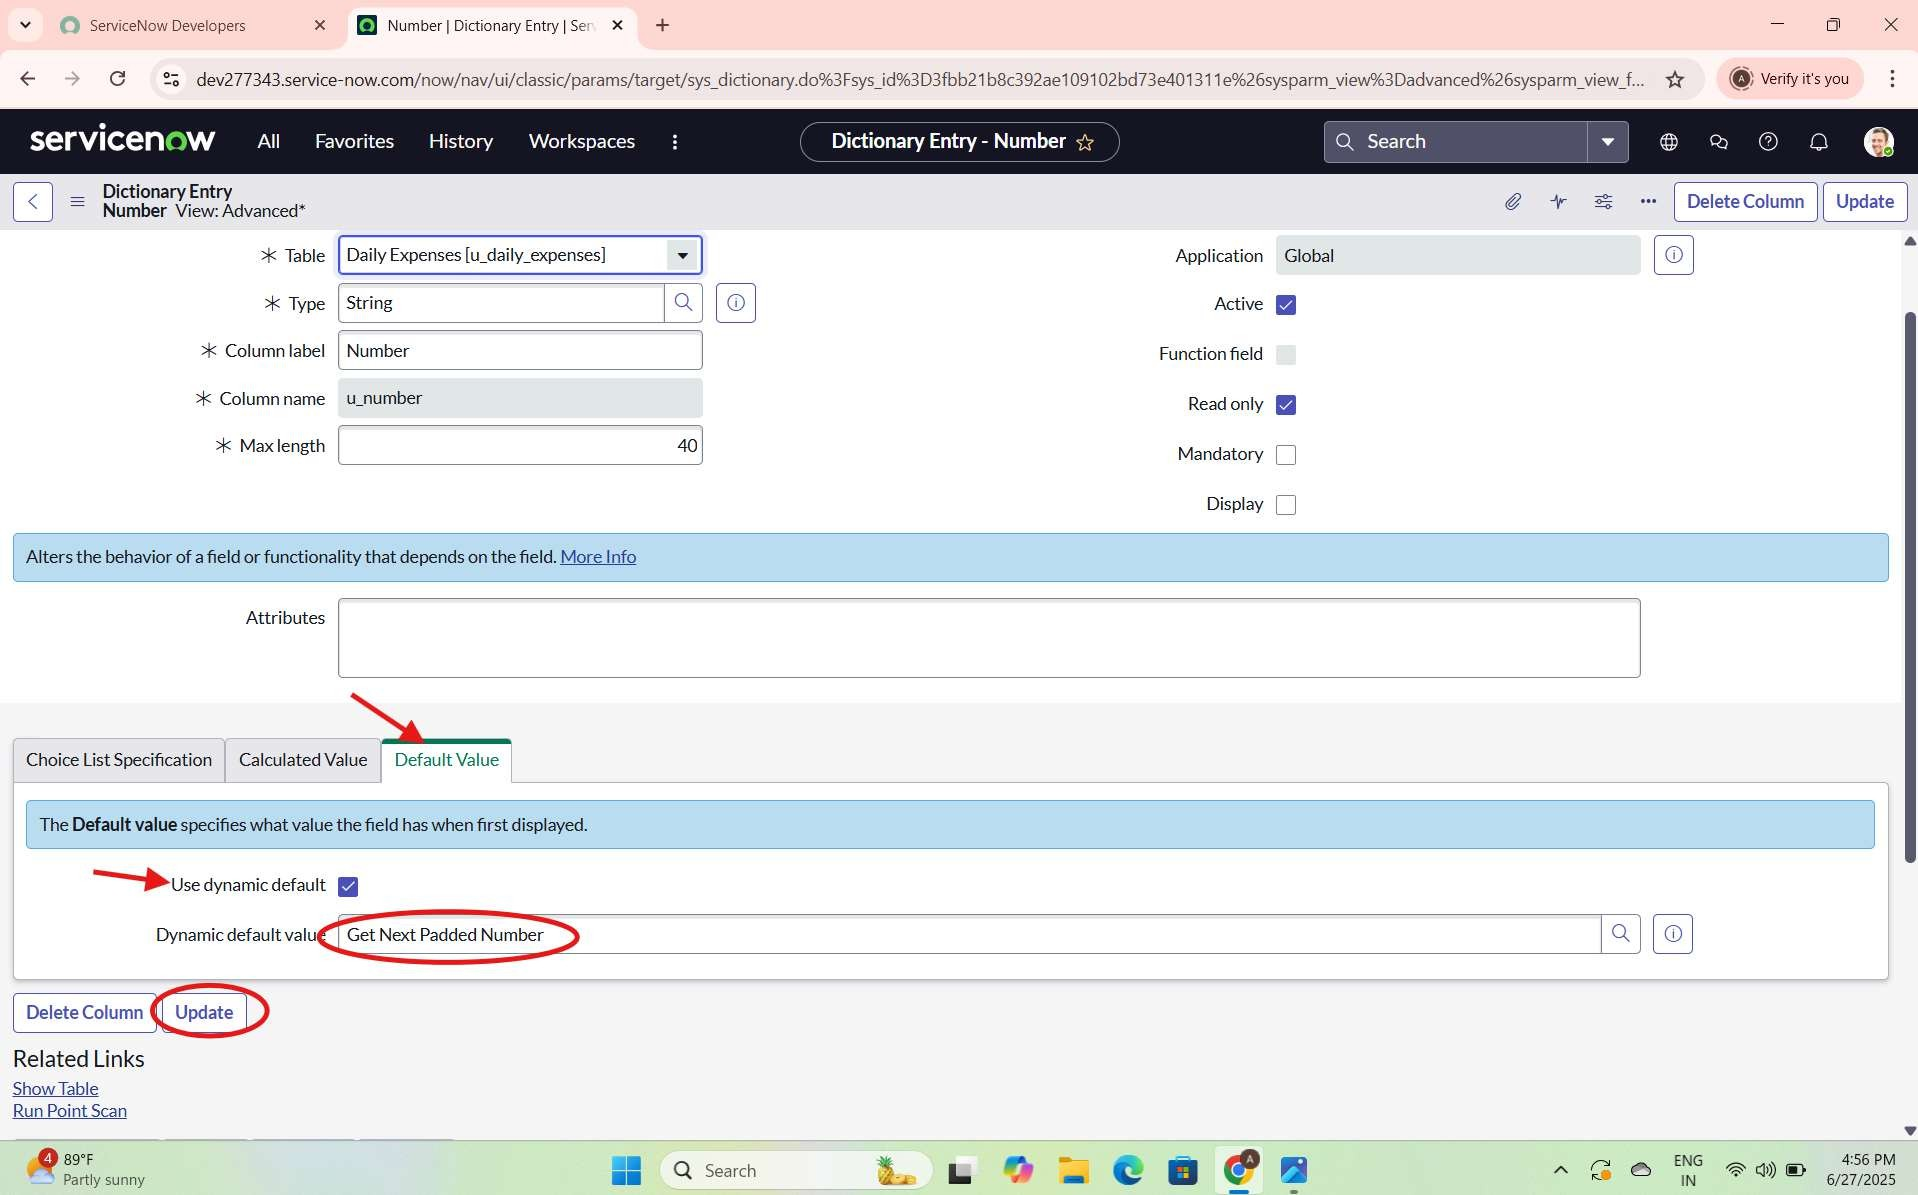 ServiceNow Developers
Number | Dictionary Entry | Ser
dev277343.service-now.com/now/nav/ui/classic/params/target/sys_dictionary.do%3Fsys_id%3D3fbb21b8c392ae109102bd73e401311e%26sysparm_view%3Dadvanced%26sysparm_view_f...
A Verify it's you
servicenow All Favorites History Workspaces
Dictionary Entry - Number
Search
Dictionary Entry
Number View: Advanced*
Delete Column
Update
Table Daily Expenses [u_daily_expenses]
Application Global
Type String
Active
Column label Number
Function field
Column name u_number
Read only
Max length 40
Mandatory
Display
Alters the behavior of a field or functionality that depends on the field. More Info
Attributes
Choice List Specification Calculated Value Default Value
The Default value specifies what value the field has when first displayed.
Use dynamic default
Dynamic default value Get Next Padded Number
Delete Column Update
Related Links
Show Table
Run Point Scan
4
89°F
Partly sunny
Search
A
ENG
IN
4:56 PM
6/27/2025